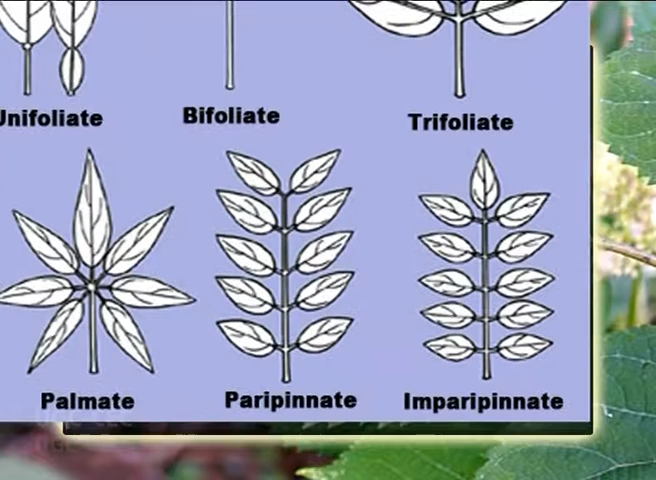 Unifoliate
Bifoliate
Trifoliate
Palmate
Paripinnate
Imparipinnate